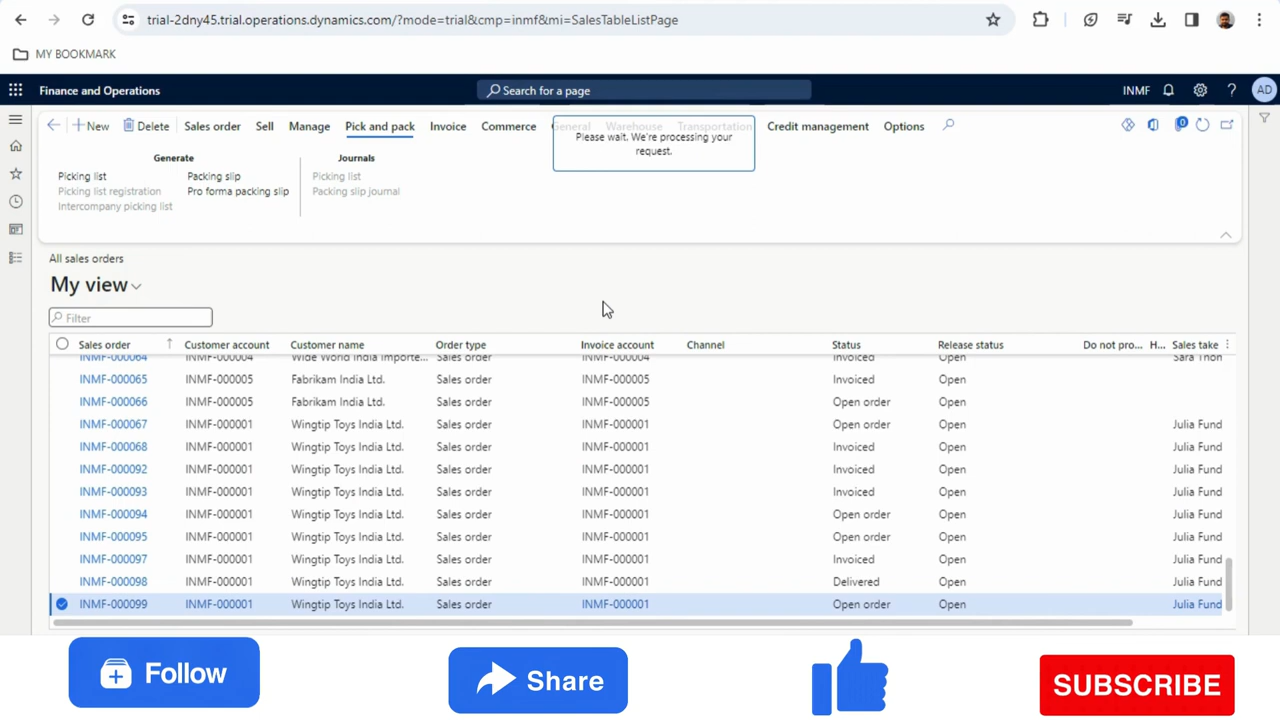 trial-2dny45.trial.operations.dynamics.com/?mode=trial&cmp=inmf&mi=SalesTableListPage
MY BOOKMARK
Finance and Operations
Search for a page
INMF
?
AD
New
Delete
Sales order
Sell
Manage
Pick and pack
Invoice
Commerce
General
Warehouse
Transportation
Credit management
Options
0
Please wait. We're processing your
request.
Generate
Journals
Picking list
Packing slip
Picking list
Picking list registration
Pro forma packing slip
Packing slip journal
Intercompany picking list
All sales orders
My view
Filter
Sales order Customer account Customer name Order type Invoice account Channel Status Release status Do not pro... H... Sales take
INMF-000064 INMF-000004 Wide World India Importe... Sales order INMF-000004 Invoiced Open Sara Thon
INMF-000065 INMF-000005 Fabrikam India Ltd. Sales order INMF-000005 Invoiced Open
INMF-000066 INMF-000005 Fabrikam India Ltd. Sales order INMF-000005 Open order Open
INMF-000067 INMF-000001 Wingtip Toys India Ltd. Sales order INMF-000001 Open order Open Julia Fund
INMF-000068 INMF-000001 Wingtip Toys India Ltd. Sales order INMF-000001 Invoiced Open Julia Fund
INMF-000092 INMF-000001 Wingtip Toys India Ltd. Sales order INMF-000001 Invoiced Open Julia Fund
INMF-000093 INMF-000001 Wingtip Toys India Ltd. Sales order INMF-000001 Invoiced Open Julia Fund
INMF-000094 INMF-000001 Wingtip Toys India Ltd. Sales order INMF-000001 Open order Open Julia Fund
INMF-000095 INMF-000001 Wingtip Toys India Ltd. Sales order INMF-000001 Open order Open Julia Fund
INMF-000097 INMF-000001 Wingtip Toys India Ltd. Sales order INMF-000001 Invoiced Open Julia Fund
INMF-000098 INMF-000001 Wingtip Toys India Ltd. Sales order INMF-000001 Delivered Open Julia Fund
INMF-000099 INMF-000001 Wingtip Toys India Ltd. Sales order INMF-000001 Open order Open Julia Fund
Follow
Share
SUBSCRIBE